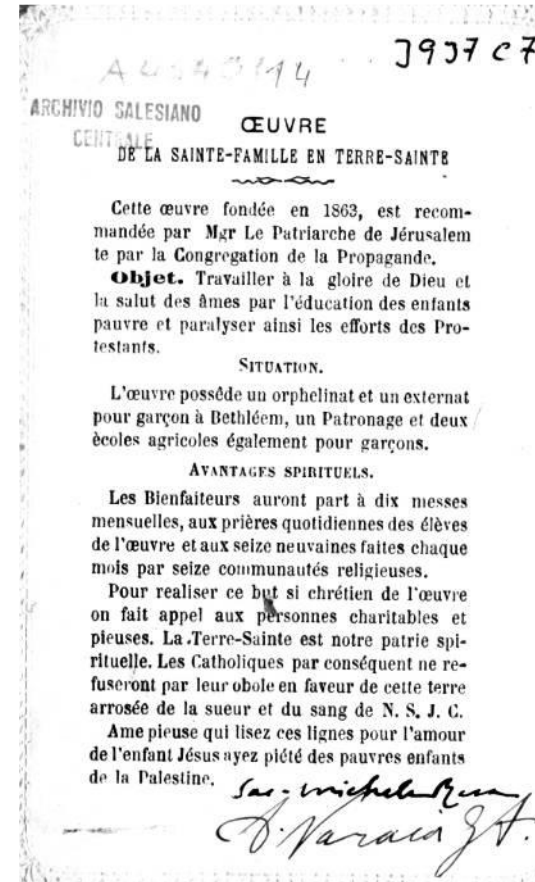 3937 C7
A4540114
ARCHIVIO SALESIANO
CENTRALE
ŒUVRE
DE LA SAINTE-FAMILLE EN TERRE-SAINTE
Cette œuvre fondée en 1863, est recom-
mandée par Mgr Le Patriarche de Jérusalem
te par la Congregation de la Propagande.
Objet. Travailler à la gloire de Dieu et
la salut des âmes par l'éducation des enfants
pauvre et paralyser ainsi les efforts des Pro-
testants.
SITUATION.
L'œuvre possède un orphelinat et un externat
pour garçon à Bethléem, un Patronage et deux
ècoles agricoles également pour garçons.
AVANTAGES SPIRITUELS.
Les Bienfaiteurs auront part à dix messes
mensuelles, aux prières quotidiennes des élèves
de l'œuvre et aux seize neuvaines faites chaque
mois par seize communautés religieuses.
Pour realiser ce but si chrétien de l'œuvre
on fait appel aux personnes charitables et
pieuses. La Terre-Sainte est notre patrie spi-
rituelle. Les Catholiques par conséquent ne re-
fuseront par leur obole en faveur de cette terre
arrosée de la sueur et du sang de N. S. J. C.
Ame pieuse qui lisez ces lignes pour l'amour
de l'enfant Jésus ayez piété des pauvres enfants
de la Palestine.